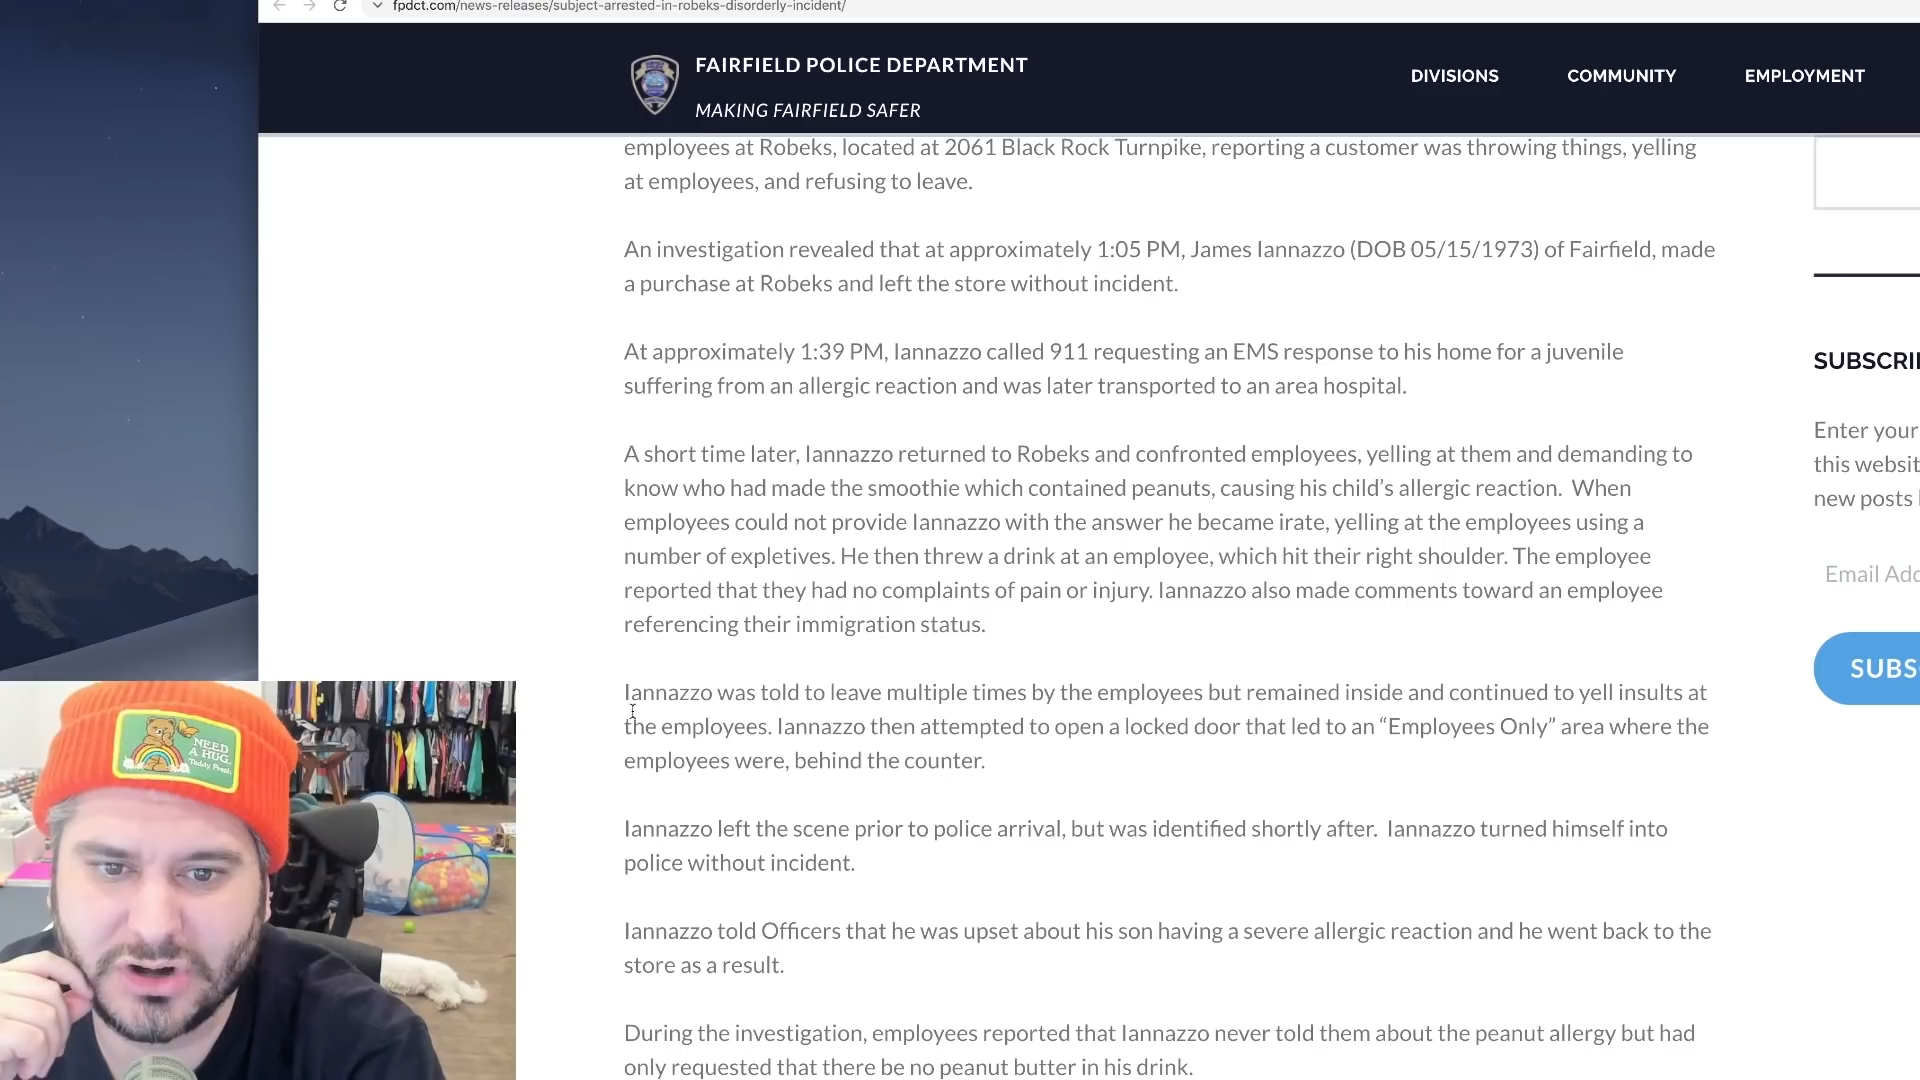 fpdct.com/news-releases/subject-arrested-in-robeks-disorderly-incident/
FAIRFIELD POLICE DEPARTMENT
MAKING FAIRFIELD SAFER
DIVISIONS
COMMUNITY
EMPLOYMENT
employees at Robeks, located at 2061 Black Rock Turnpike, reporting a customer was throwing things, yelling
at employees, and refusing to leave.
An investigation revealed that at approximately 1:05 PM, James Iannazzo (DOB 05/15/1973) of Fairfield, made
a purchase at Robeks and left the store without incident.
At approximately 1:39 PM, Iannazzo called 911 requesting an EMS response to his home for a juvenile
suffering from an allergic reaction and was later transported to an area hospital.
A short time later, Iannazzo returned to Robeks and confronted employees, yelling at them and demanding to
know who had made the smoothie which contained peanuts, causing his child’s allergic reaction.  When
employees could not provide Iannazzo with the answer he became irate, yelling at the employees using a
number of expletives. He then threw a drink at an employee, which hit their right shoulder. The employee
reported that they had no complaints of pain or injury. Iannazzo also made comments toward an employee
referencing their immigration status.
Iannazzo was told to leave multiple times by the employees but remained inside and continued to yell insults at
the employees. Iannazzo then attempted to open a locked door that led to an “Employees Only” area where the
employees were, behind the counter.
Iannazzo left the scene prior to police arrival, but was identified shortly after.  Iannazzo turned himself into
police without incident.
Iannazzo told Officers that he was upset about his son having a severe allergic reaction and he went back to the
store as a result.
During the investigation, employees reported that Iannazzo never told them about the peanut allergy but had
only requested that there be no peanut butter in his drink.
SUBSCRI
Enter your
this websit
new posts
Email Add
SUBS
NEED
A HUG,
Teddy Fresh